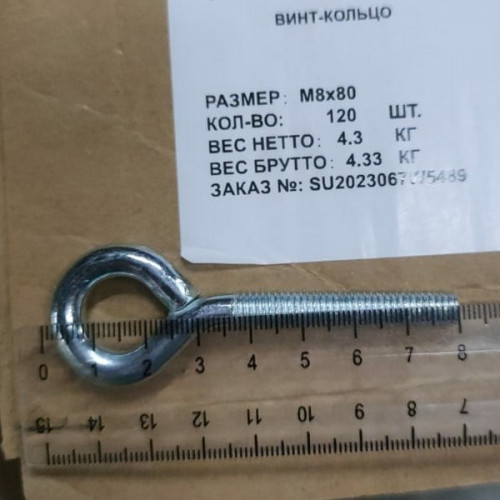 ВИНТ-КОЛЬЦО
РАЗМЕР: M8x80
КОЛ-ВО: 120 ШТ.
ВЕС НЕТТО: 4.3 КГ
ВЕС БРУТТО: 4.33 КГ
ЗАКАЗ №:
0 1 2 3 4 5 6 7 8
15 14 13 12 11 10 9 8 7